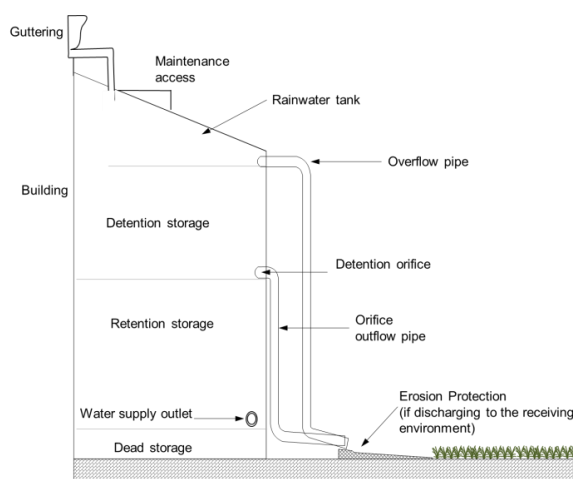 Guttering
Maintenance
access
Rainwater tank
Overflow pipe
Building
Detention storage
Detention orifice
Retention storage
Orifice
outflow pipe
Erosion Protection
(if discharging to the receiving
environment)
Water supply outlet
Dead storage